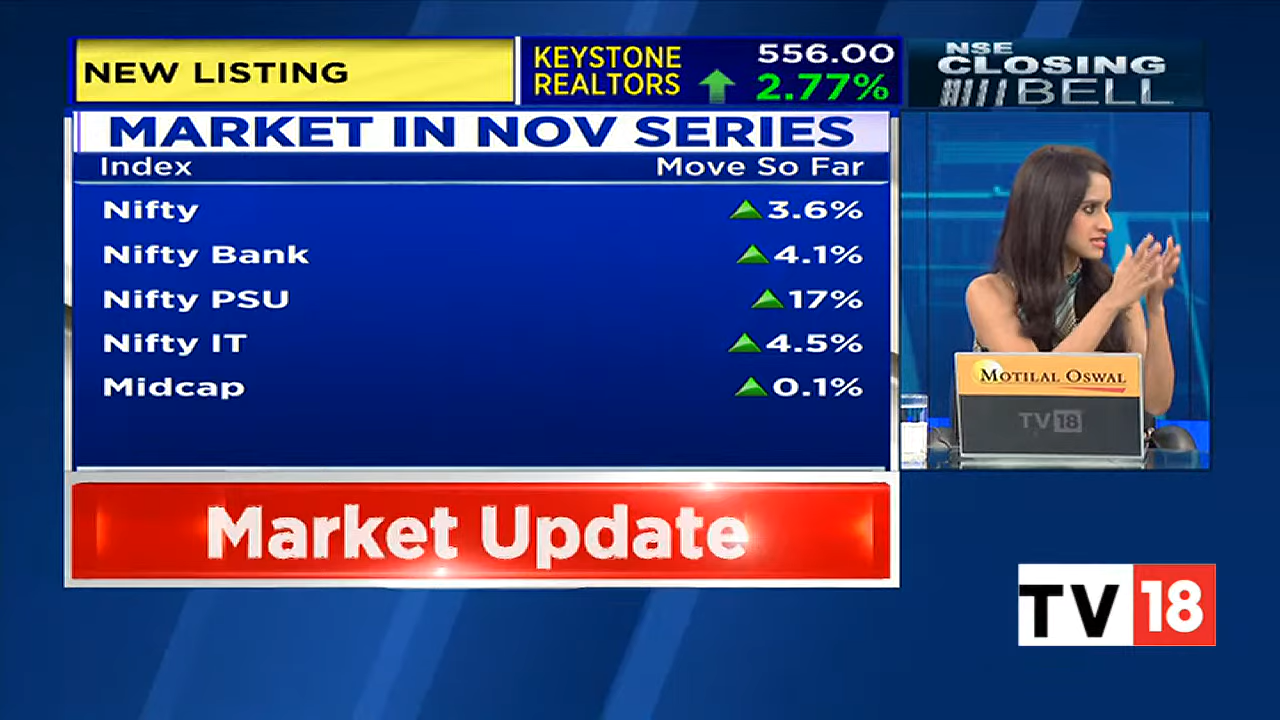 NEW LISTING
KEYSTONE
REALTORS
556.00
2.77%
NSE
CLOSING
BELL
MARKET IN NOV SERIES
Index Move So Far
Nifty 3.6%
Nifty Bank 4.1%
Nifty PSU 17%
Nifty IT 4.5%
Midcap 0.1%
MOTILAL OSWAL
TV18
Market Update
TV18